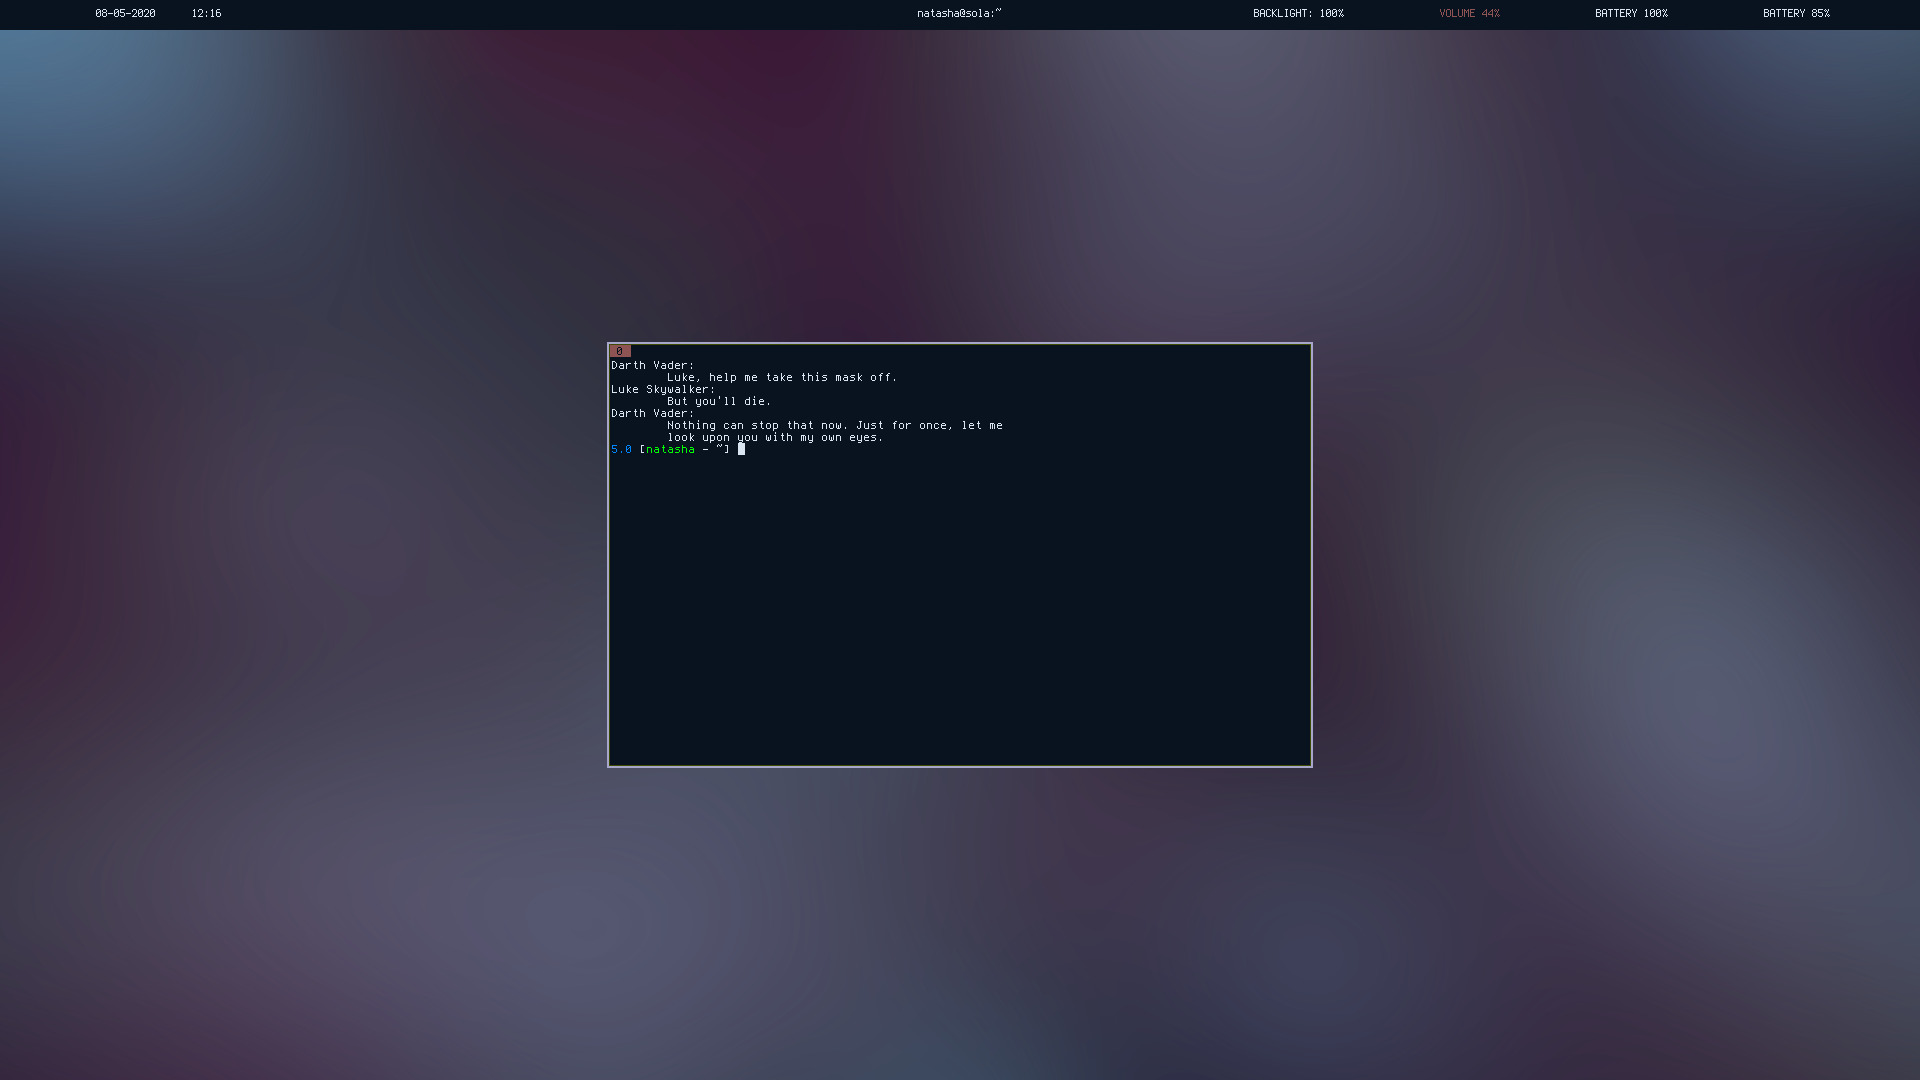 08-05-2020 12:16 natasha@sola:~ BACKLIGHT: 100% VOLUME 44% BATTERY 100% BATTERY 85%
0
Darth Vader:
Luke, help me take this mask off.
Luke Skywalker:
But you'll die.
Darth Vader:
Nothing can stop that now. Just for once, let me
look upon you with my own eyes.
5.0 [natasha - ~]